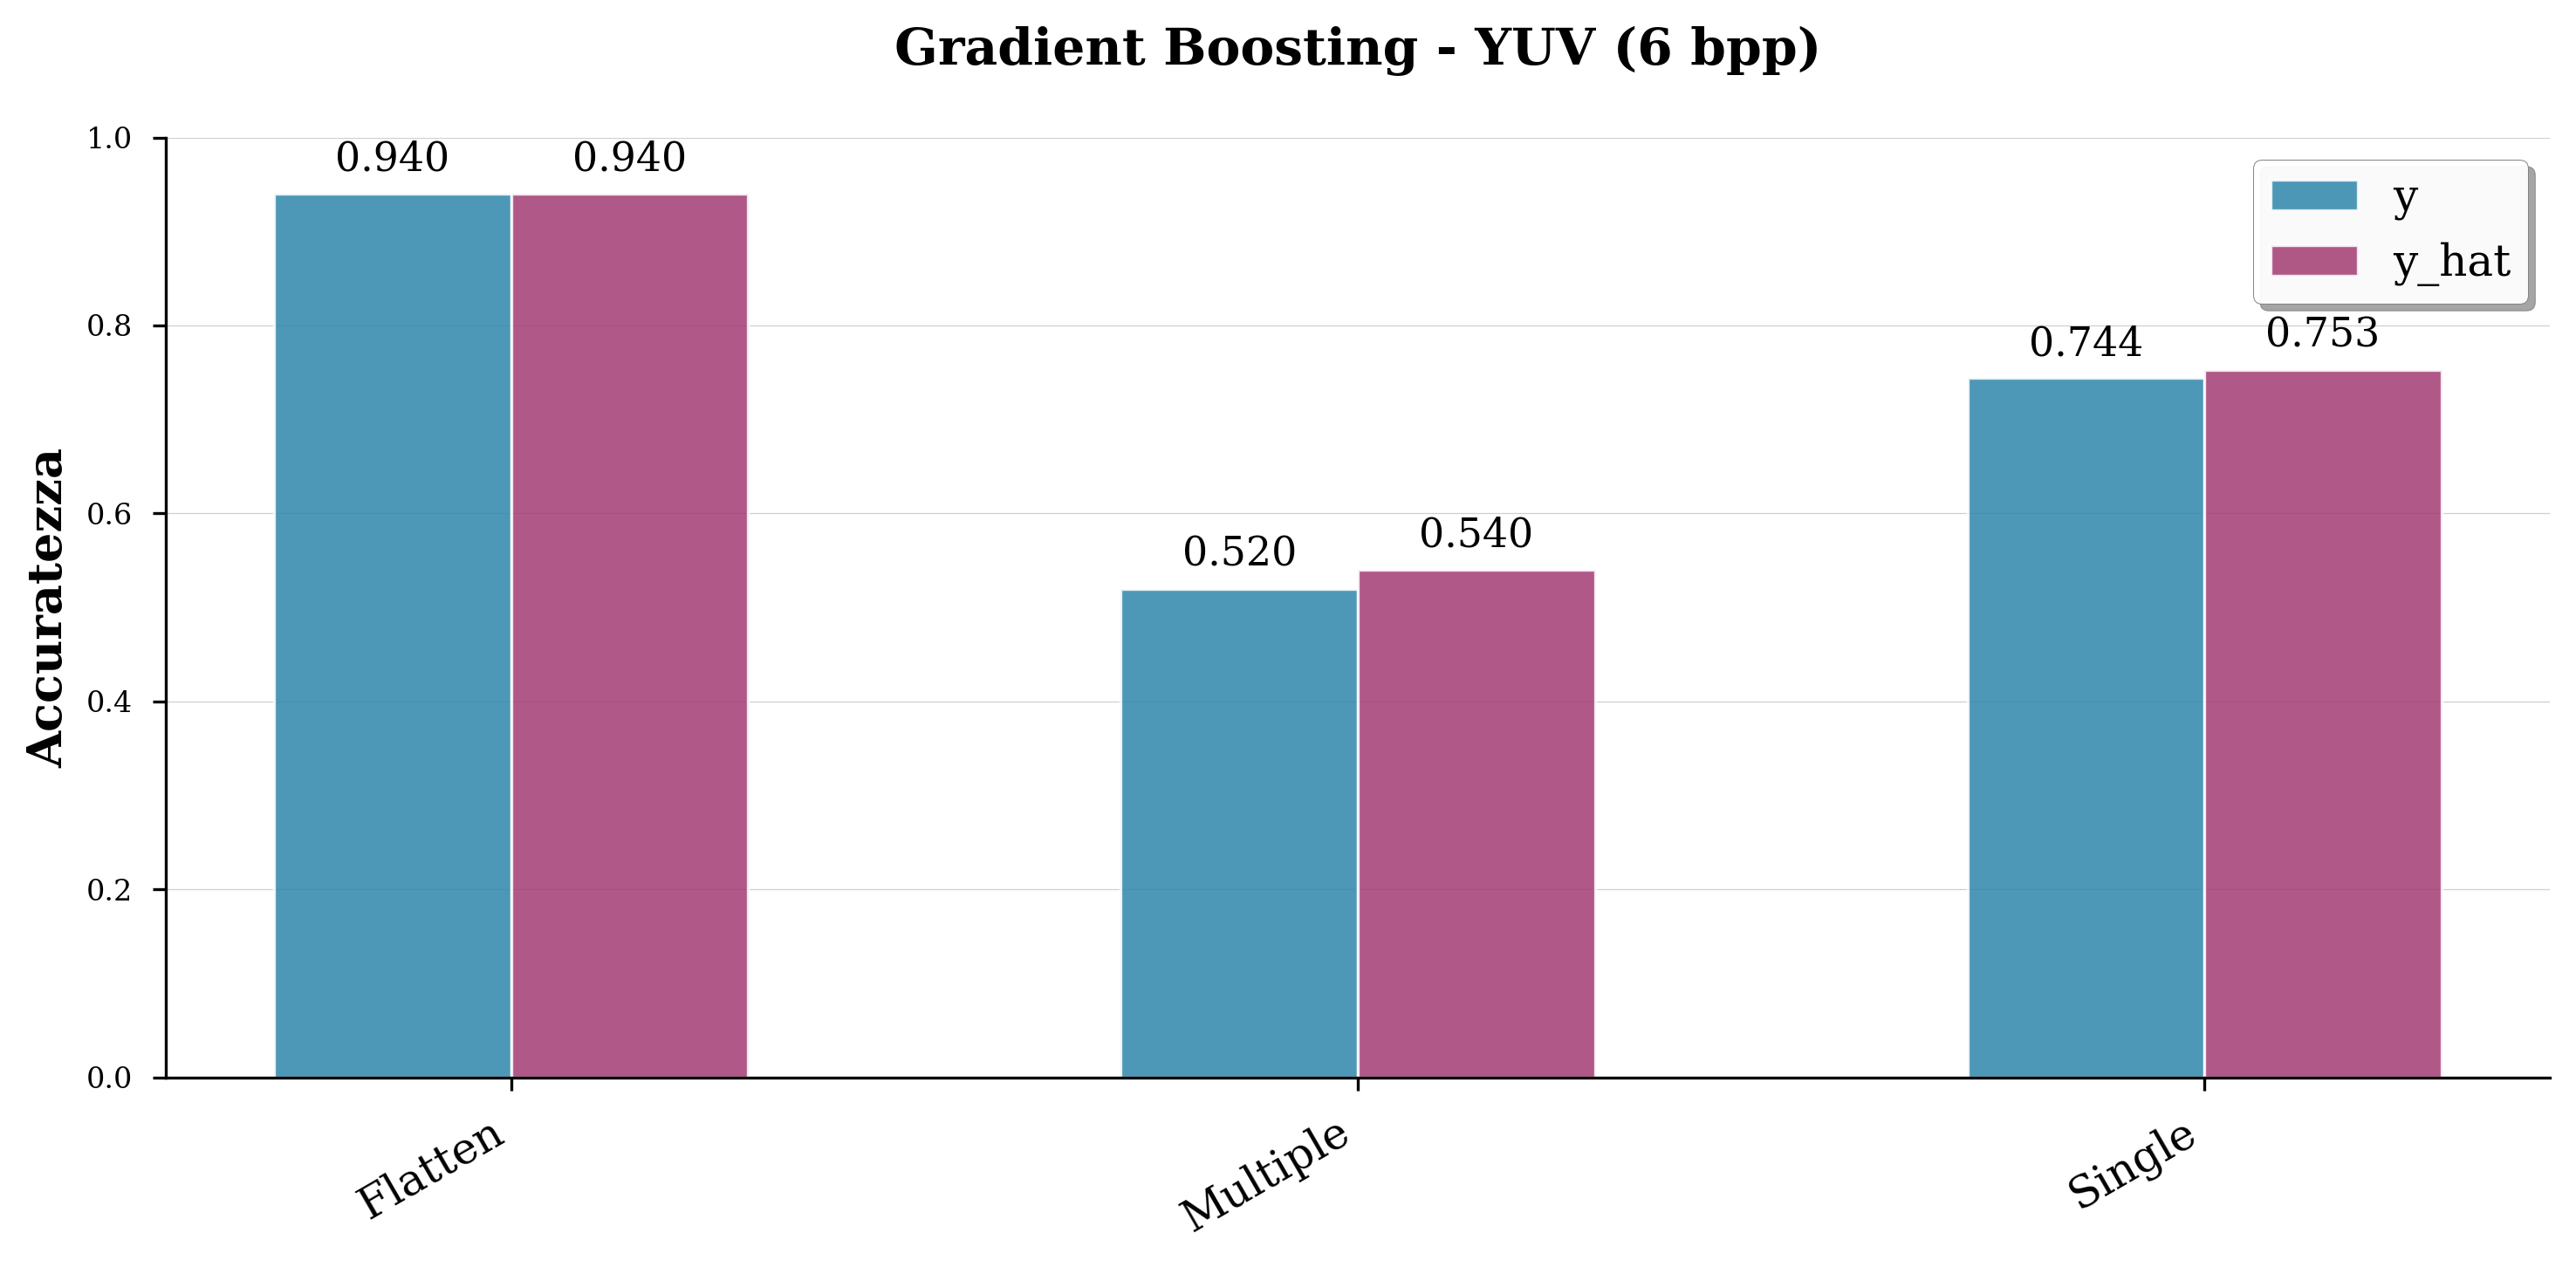 Gradient Boosting - YUV (6 bpp)
Accuratezza
1.0
0.8
0.6
0.4
0.2
0.0
0.940
0.940
0.520
0.540
0.744
0.753
y
y_hat
Flatten
Multiple
Single